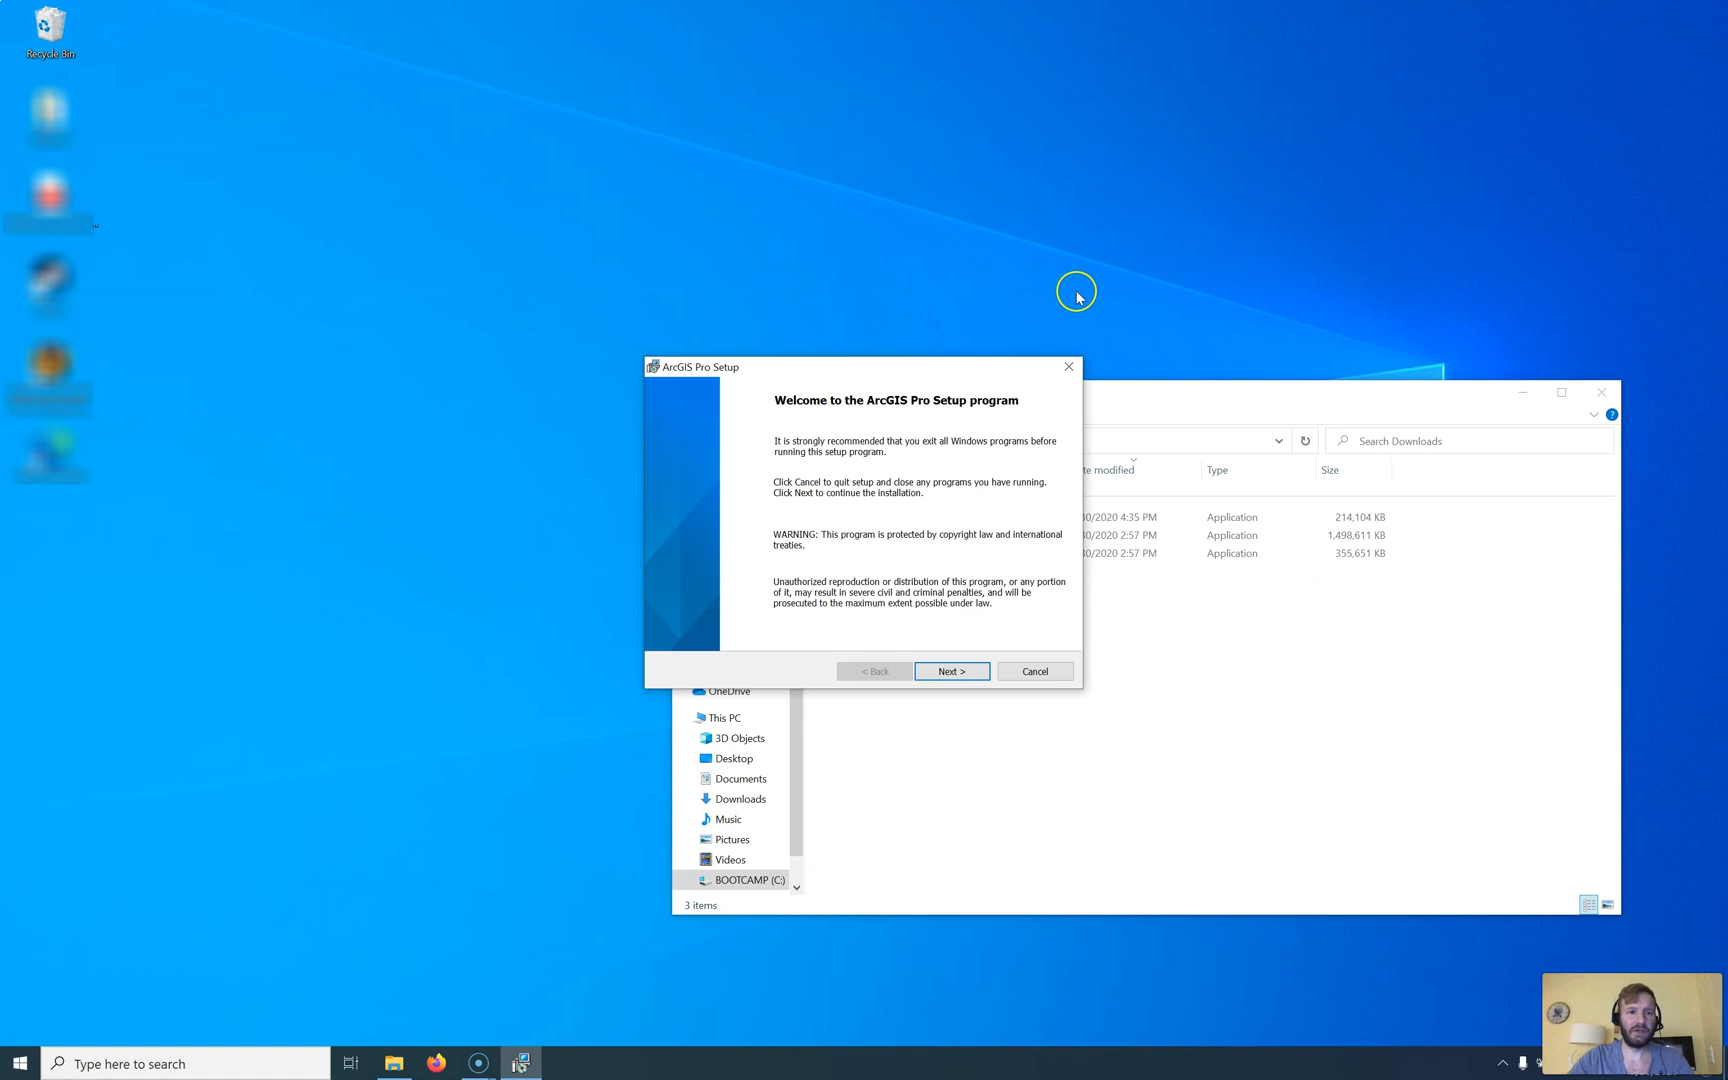 Recycle Bin
ArcGIS Pro Setup
Welcome to the ArcGIS Pro Setup program
It is strongly recommended that you exit all Windows programs before
running this setup program.
Click Cancel to quit setup and close any programs you have running.
Click Next to continue the installation.
WARNING: This program is protected by copyright law and international
treaties.
Unauthorized reproduction or distribution of this program, or any portion
of it, may result in severe civil and criminal penalties, and will be
prosecuted to the maximum extent possible under law.
< Back
Next >
Cancel
Search Downloads
te modified
Type
Size
30/2020 4:35 PM
Application
214,104 KB
30/2020 2:57 PM
Application
1,498,611 KB
30/2020 2:57 PM
Application
355,651 KB
OneDrive
This PC
3D Objects
Desktop
Documents
Downloads
Music
Pictures
Videos
BOOTCAMP (C:)
3 items
Type here to search